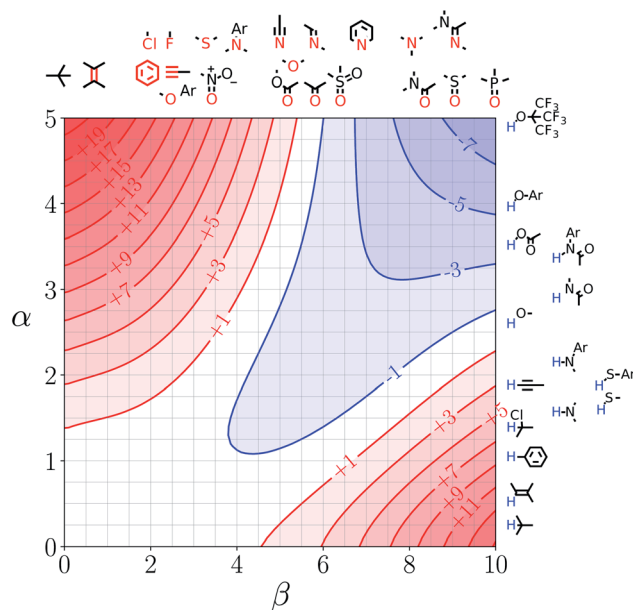 Cl F S Ar N N N N N N N
O
O Ar N+ O− O O O S O N O S O P O
5
4
3
2
1
0
α
0 2 4 6 8 10
β
+19
+17
+15
+13
+11
+9
+7
+5
+3
+1
-7
-5
-3
-1
+1
+3
+5
+7
+9
+11
H O CF3 CF3 CF3
H O-Ar
H O O Ar H-N O
H-N O
H O-
Ar
H-N
H S-Ar
H
H S-
Cl H-N
H
H
H
H